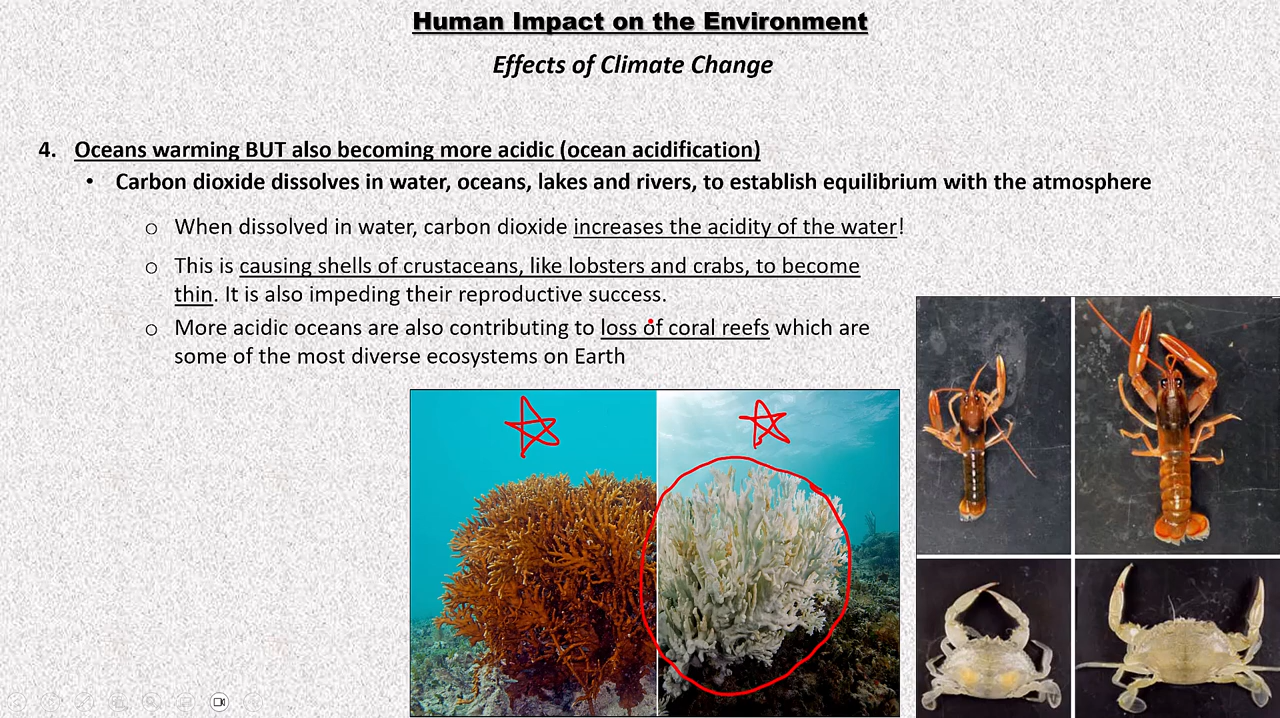 Human Impact on the Environment
Effects of Climate Change
4. Oceans warming BUT also becoming more acidic (ocean acidification)
• Carbon dioxide dissolves in water, oceans, lakes and rivers, to establish equilibrium with the atmosphere
o When dissolved in water, carbon dioxide increases the acidity of the water!
o This is causing shells of crustaceans, like lobsters and crabs, to become
thin. It is also impeding their reproductive success.
o More acidic oceans are also contributing to loss of coral reefs which are
some of the most diverse ecosystems on Earth